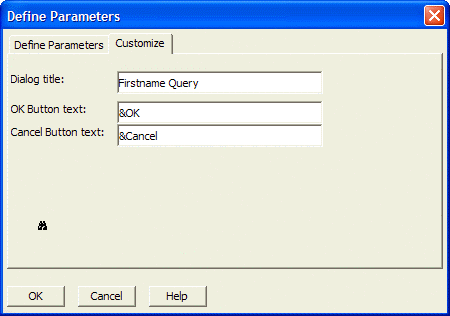 Define Parameters
Define Parameters Customize
Dialog title: Firstname Query
OK Button text: &OK
Cancel Button text: &Cancel
OK Cancel Help